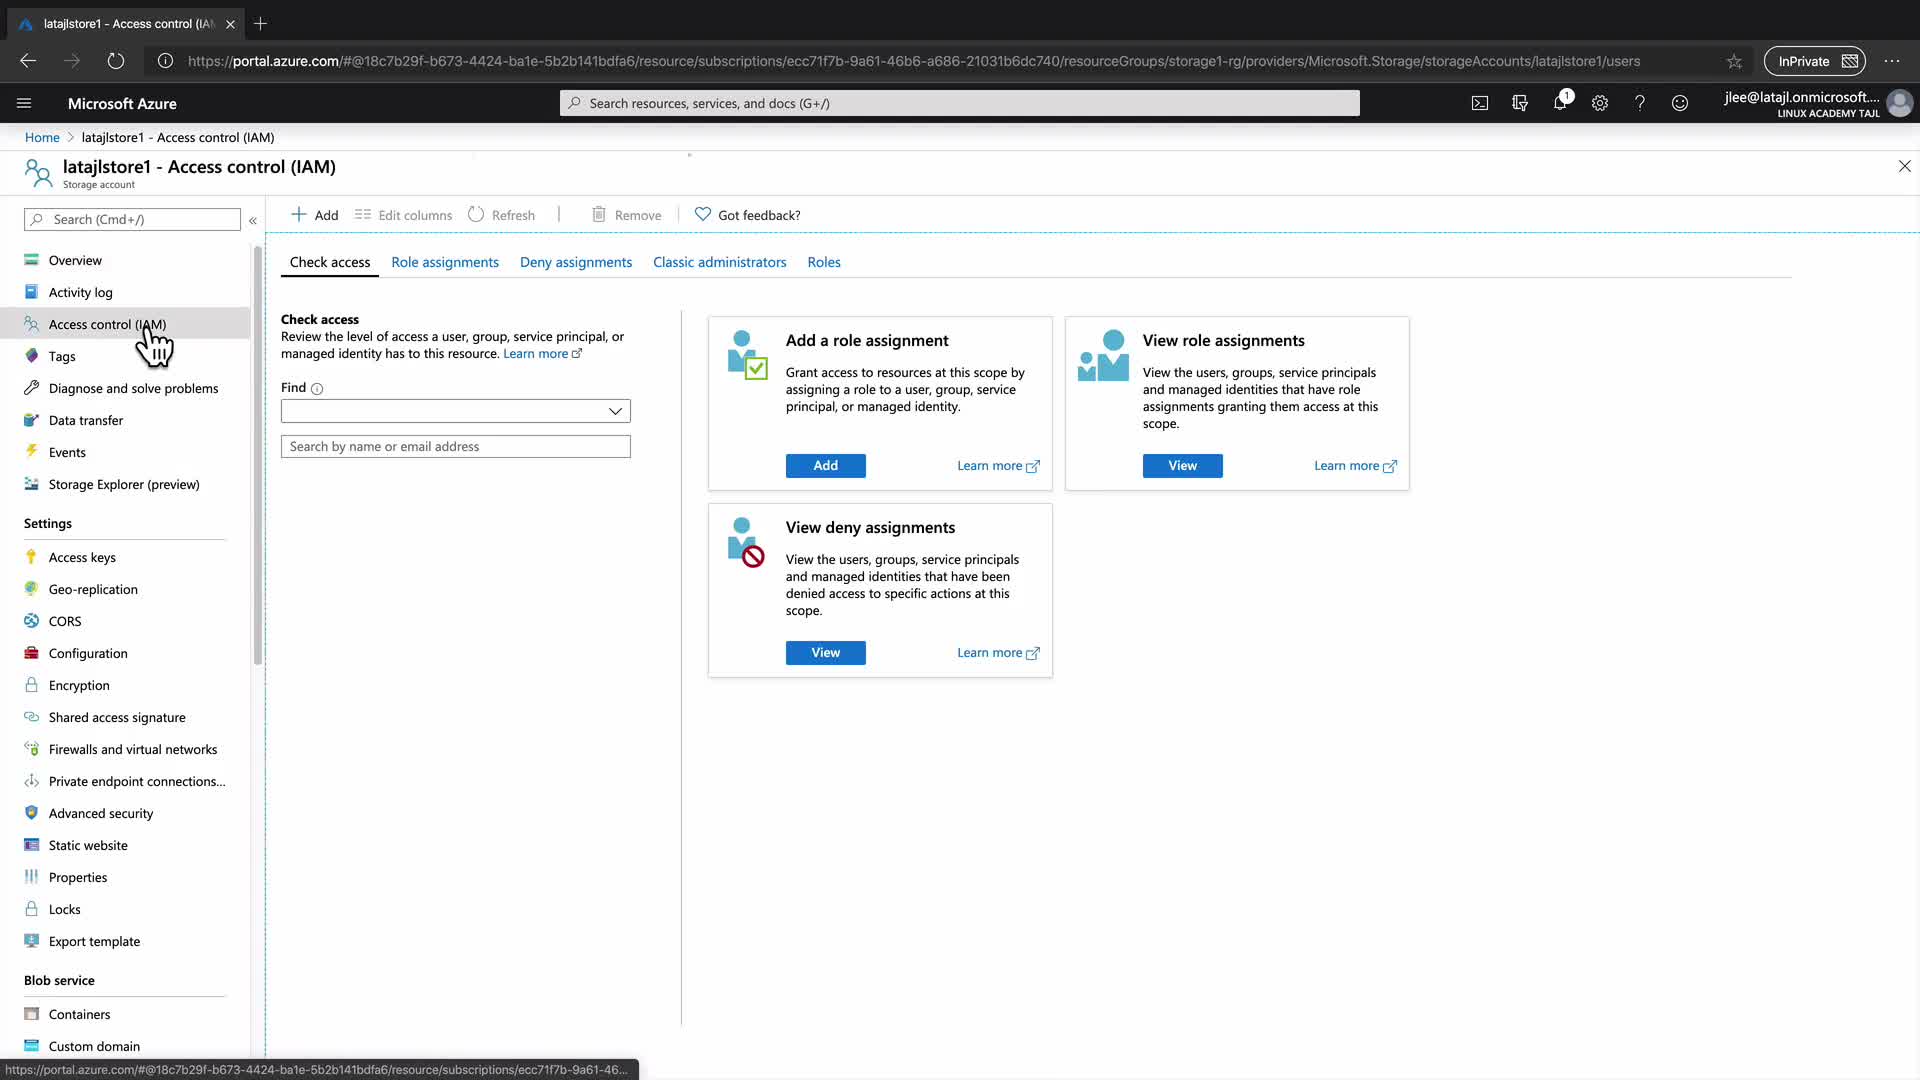 latajlstore1 - Access control (IAM
https://portal.azure.com/#@18c7b29f-b673-4424-ba1e-5b2b141bdfa6/resource/subscriptions/ecc71f7b-9a61-46b6-a686-21031b6dc740/resourceGroups/storage1-rg/providers/Microsoft.Storage/storageAccounts/latajlstore1/users
InPrivate
Microsoft Azure
Search resources, services, and docs (G+/)
1
jlee@latajl.onmicrosoft....
LINUX ACADEMY TAJL
Home > latajlstore1 - Access control (IAM)
latajlstore1 - Access control (IAM)
Storage account
Search (Cmd+/)
Add
Edit columns
Refresh
Remove
Got feedback?
Overview
Activity log
Access control (IAM)
Tags
Diagnose and solve problems
Data transfer
Events
Storage Explorer (preview)
Settings
Access keys
Geo-replication
CORS
Configuration
Encryption
Shared access signature
Firewalls and virtual networks
Private endpoint connections...
Advanced security
Static website
Properties
Locks
Export template
Blob service
Containers
Custom domain
Check access
Role assignments
Deny assignments
Classic administrators
Roles
Check access
Review the level of access a user, group, service principal, or
managed identity has to this resource. Learn more
Find
Search by name or email address
Add a role assignment
Grant access to resources at this scope by
assigning a role to a user, group, service
principal, or managed identity.
Add
Learn more
View role assignments
View the users, groups, service principals
and managed identities that have role
assignments granting them access at this
scope.
View
Learn more
View deny assignments
View the users, groups, service principals
and managed identities that have been
denied access to specific actions at this
scope.
View
Learn more
https://portal.azure.com/#@18c7b29f-b673-4424-ba1e-5b2b141bdfa6/resource/subscriptions/ecc71f7b-9a61-46...